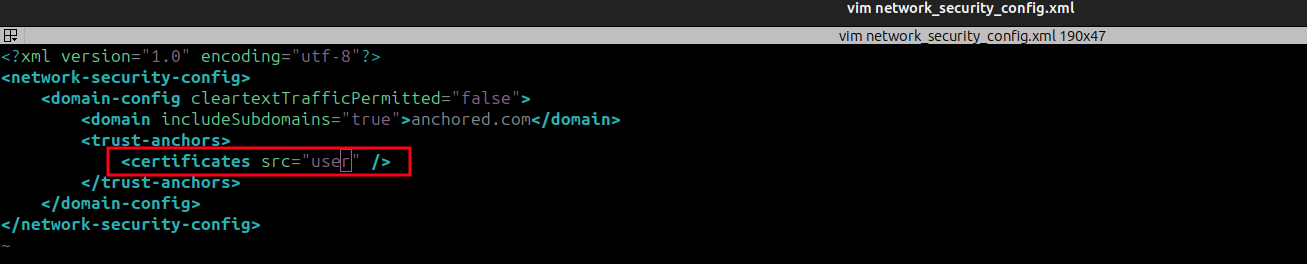 vim network_security_config.xml
vim network_security_config.xml 190x47
<?xml version="1.0" encoding="utf-8"?>
<network-security-config>
    <domain-config cleartextTrafficPermitted="false">
        <domain includeSubdomains="true">anchored.com</domain>
        <trust-anchors>
            <certificates src="user" />
        </trust-anchors>
    </domain-config>
</network-security-config>
~